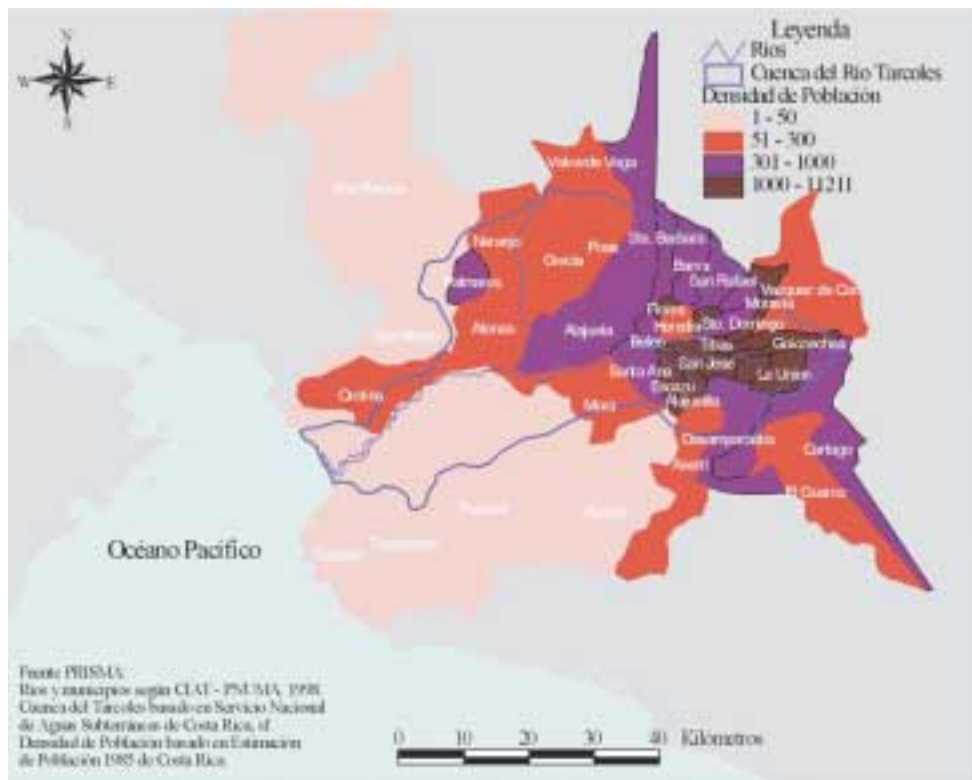 N
W
E
S
Leyenda
Ríos
Cuenca del Río Tarcoles
Densidad de Población
1 - 50
51 - 300
301 - 1000
1000 - 11211
Valverde Vega
Naranjo
Grecia
Poas
Sta. Barbara
Barva
San Rafael
Vazquez de Cor
Moravia
Palmares
Atenas
Alajuela
Flores
Heredia
Sto. Domingo
Belen
Tibas
Goicoechea
San José
Santa Ana
La Union
Escazu
Alajuelita
Orotina
Mora
Desamparados
Cartago
Aserri
El Guarco
Océano Pacífico
Fuente PRISMA:
Ríos y municipios según CIAT - PNUMA, 1998.
Cuenca del Tarcoles basado en Servicio Nacional
de Aguas Subterráneas de Costa Rica, sf
Densidad de Población basado en Estimación
de Población 1985 de Costa Rica.
0 10 20 30 40 Kilometros